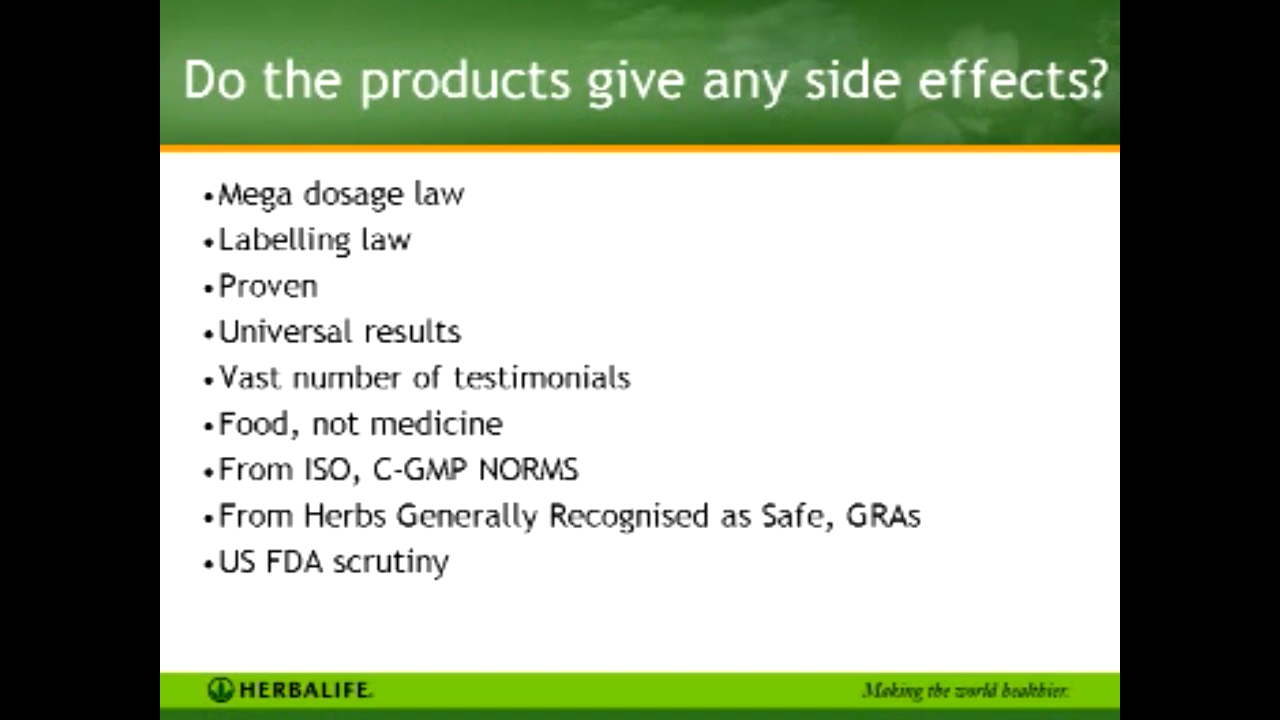 Do the products give any side effects?
•Mega dosage law
•Labelling law
•Proven
•Universal results
•Vast number of testimonials
•Food, not medicine
•From ISO, C-GMP NORMS
•From Herbs Generally Recognised as Safe, GRAs
•US FDA scrutiny
HERBALIFE.
Making the world healthier.